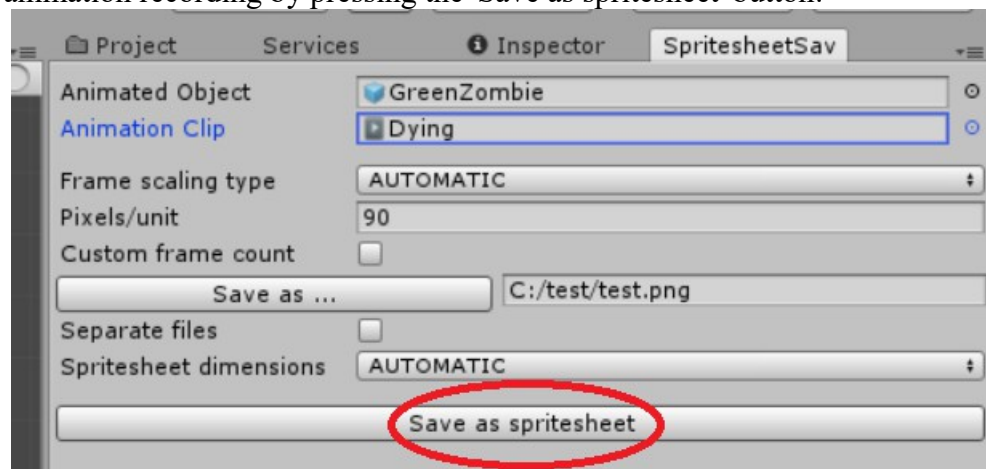 animation recording by pressing the 'Save as spritesheet' button.
Project Services Inspector SpritesheetSav
Animated Object GreenZombie
Animation Clip Dying
Frame scaling type AUTOMATIC
Pixels/unit 90
Custom frame count
Save as ... C:/test/test.png
Separate files
Spritesheet dimensions AUTOMATIC
Save as spritesheet